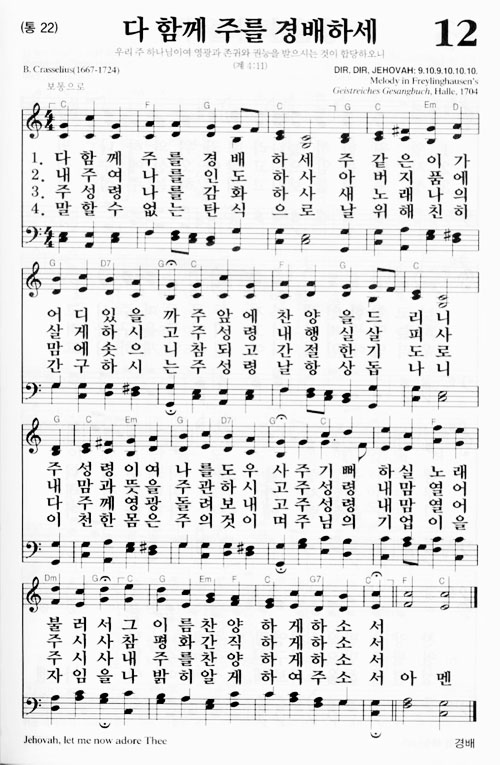 (통 22) 다 함께 주를 경배하세 12
우리 주 하나님이여 영광과 존귀와 권능을 받으시는 것이 합당하오니
(계 4:11)
B. Crasselius(1667-1724) DIR, DIR, JEHOVAH: 9.10.9.10.10.10.
보통으로 Melody in Freylinghausen's
Geistreiches Gesangbuch, Halle, 1704
C F G C G C G C Em D
1. 다 함 께 주 를 경 배 하 세 주 같 은 이 가
2. 내 주 여 나 를 인 도 하 사 아 버 지 품 에
3. 주 성 령 나 를 감 화 하 사 새 노 래 나 의
4. 말 할 수 없 는 탄 식 으 로 날 위 해 친 히
G D7 G C F G C
어 디 있 을 까 주 앞 에 찬 양 을 드 리 니
살 게 하 시 고 주 성 령 내 행 실 살 피 사
맘 에 솟 으 니 참 되 고 간 절 한 기 도 로
간 구 하 시 는 주 성 령 날 항 상 돕 나 니
G C Em G D7 G C G
주 성 령 이 여 나 를 도 우 사 주 기 뻐 하 실 노 래
내 맘 과 뜻 을 주 관 하 시 고 주 성 령 내 맘 열 어
다 주 께 영 광 돌 려 보 내 고 주 성 령 내 맘 열 어
이 천 한 몸 은 주 의 것 이 며 주 님 의 기 업 을
Dm G C G Em F C G7 C F C
불 러 서 그 이 름 찬 양 하 게 하 소 서
주 시 사 참 평 화 간 직 하 게 하 소 서
주 시 사 내 주 를 찬 양 하 게 하 소 서
자 임 을 나 밝 히 알 게 하 여 주 소 서 아 멘
Jehovah, let me now adore Thee 경배